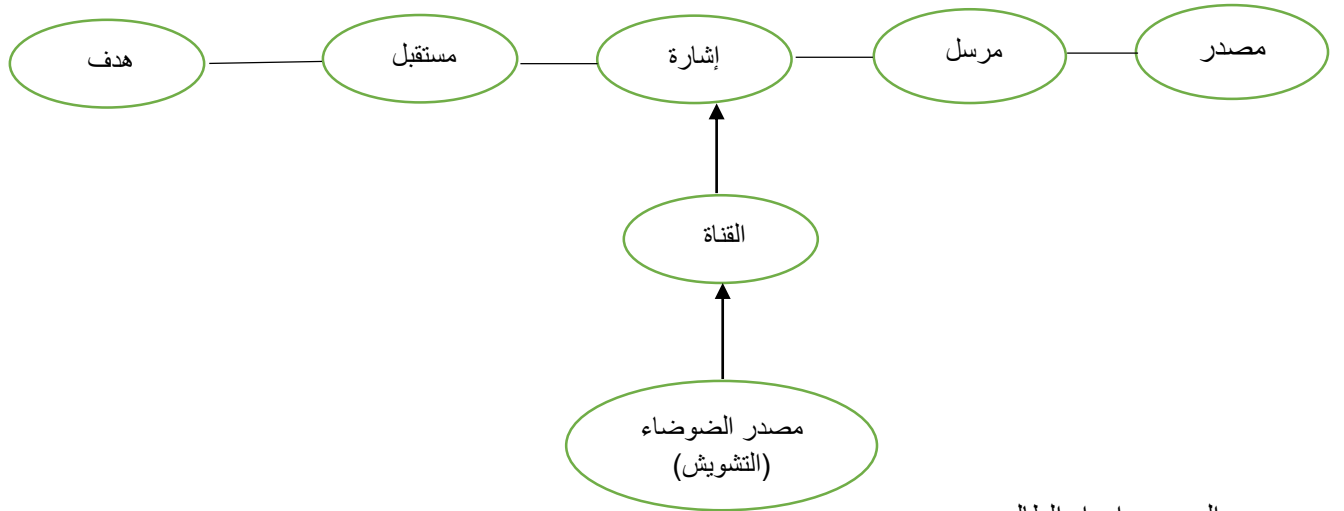 مصدر
مرسل
إشارة
مستقبل
هدف
القناة
مصدر الضوضاء
(التشويش)